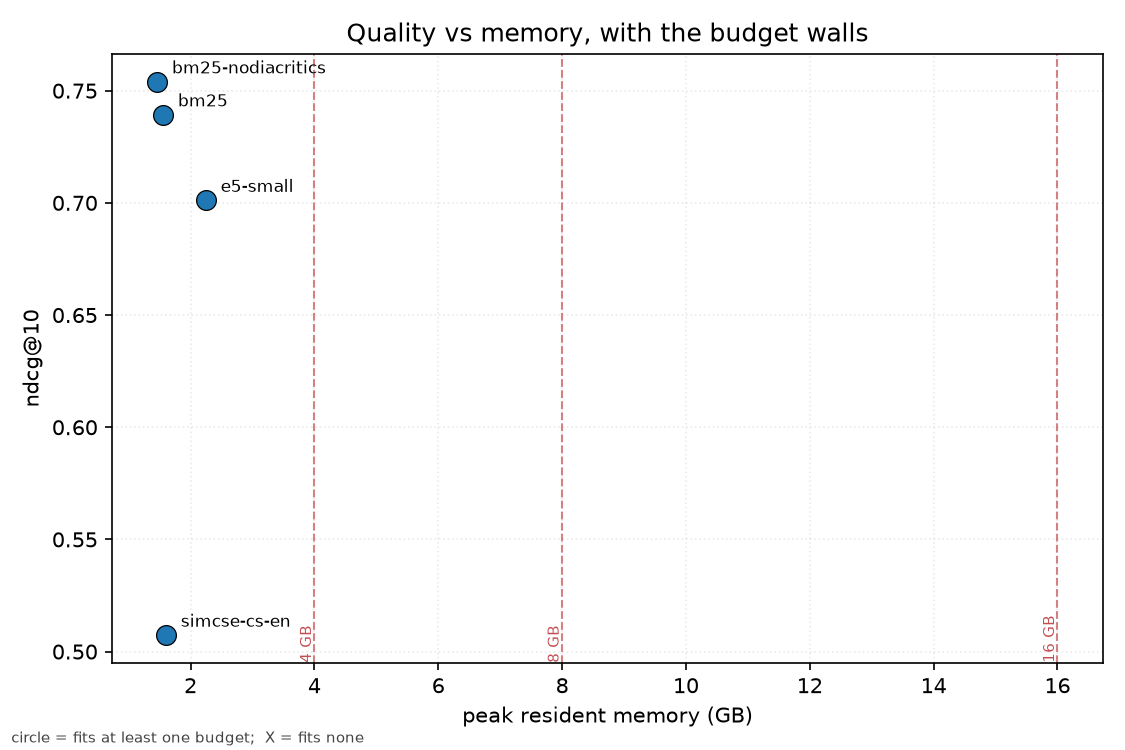 Quality vs memory, with the budget walls
bm25-nodiacritics
0.75
bm25
e5-small
0.70
0.65
ndcg@10
0.60
0.55
simcse-cs-en
4 GB
8 GB
16 GB
0.50
2 4 6 8 10 12 14 16
peak resident memory (GB)
circle = fits at least one budget; X = fits none